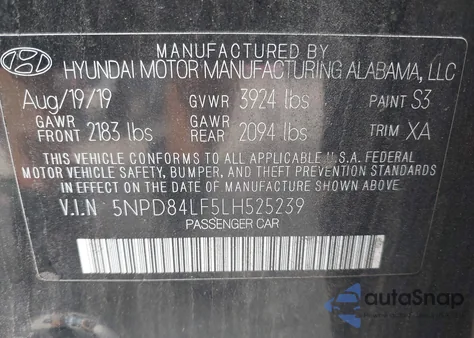 MANUFACTURED BY
HYUNDAI MOTOR MANUFACTURING ALABAMA, LLC
Aug/19/19 GVWR 3924 lbs PAINT S3
GAWR FRONT 2183 lbs GAWR REAR 2094 lbs TRIM XA
THIS VEHICLE CONFORMS TO ALL APPLICABLE U.S.A. FEDERAL
MOTOR VEHICLE SAFETY, BUMPER, AND THEFT PREVENTION STANDARDS
IN EFFECT ON THE DATE OF MANUFACTURE SHOWN ABOVE.
V.I.N 5NPD84LF5LH525239
PASSENGER CAR
autoSnap